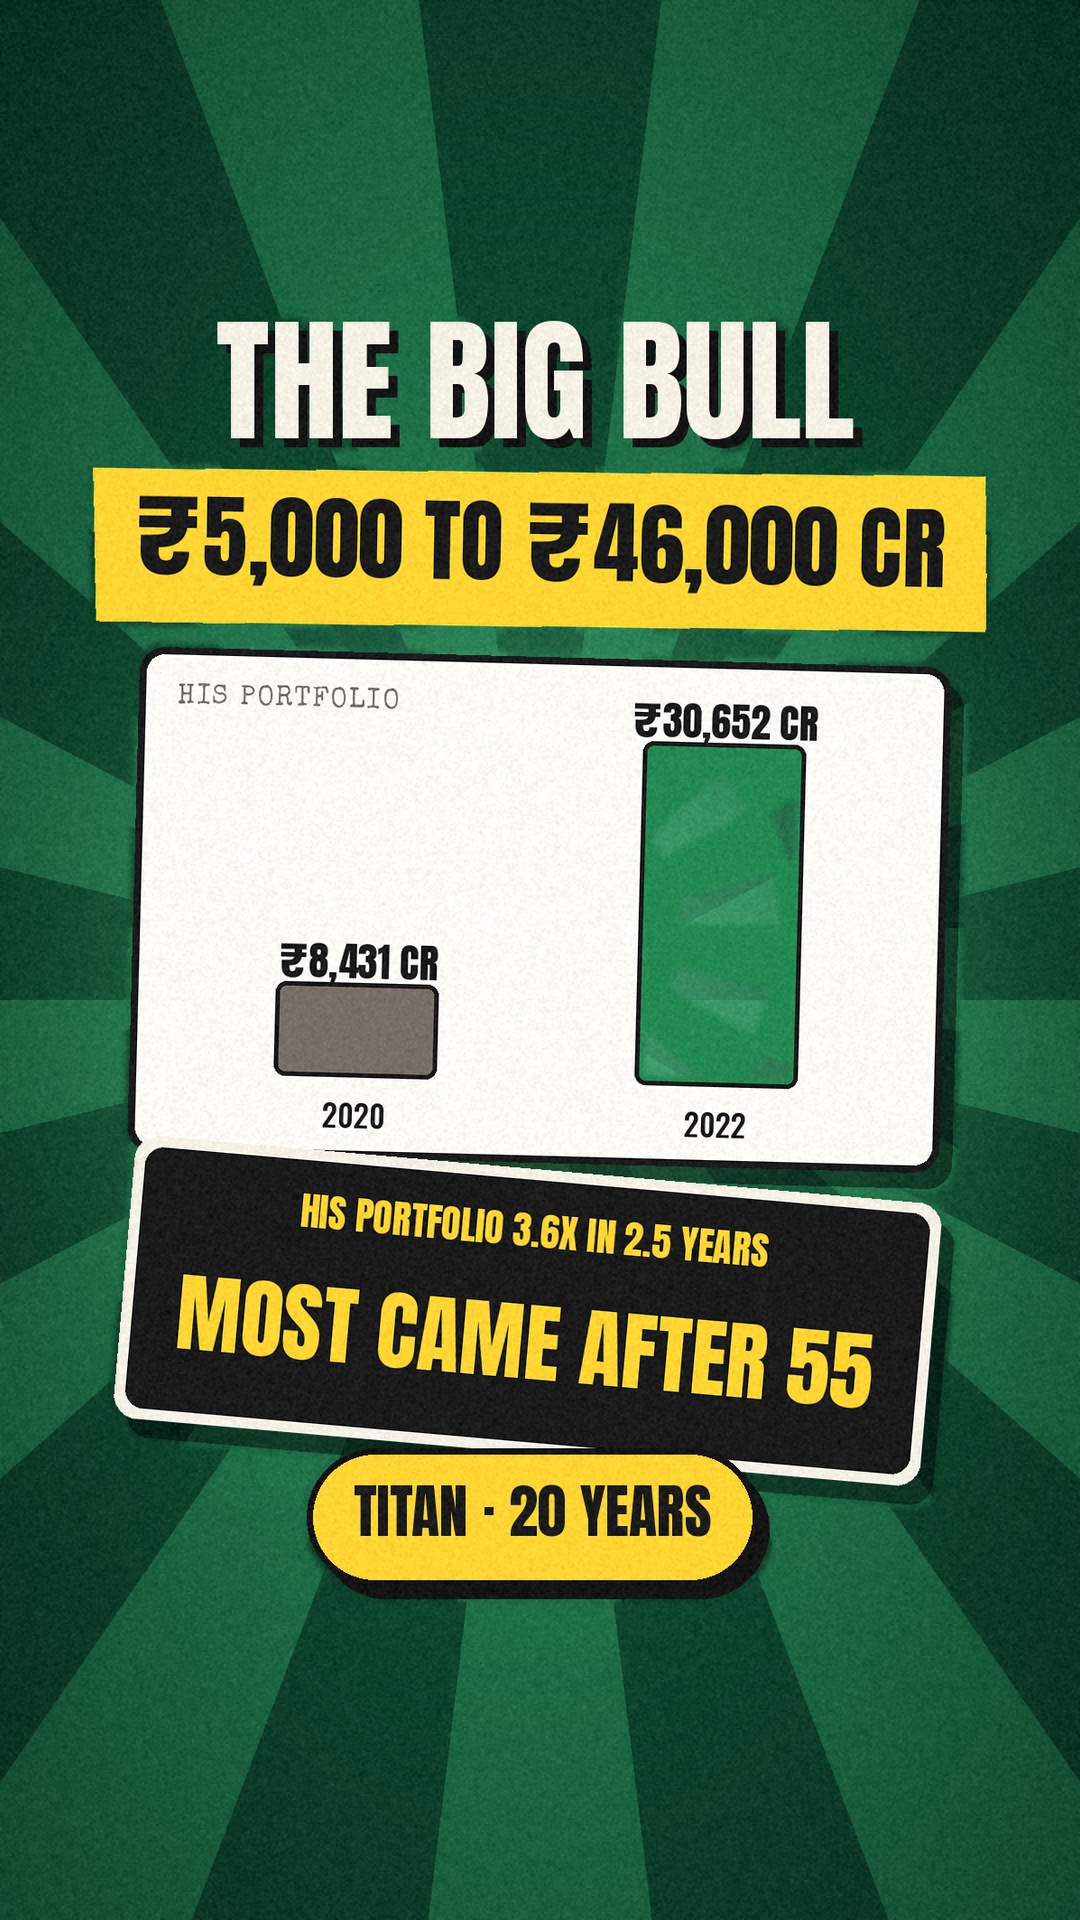 THE BIG BULL
₹5,000 TO ₹46,000 CR
HIS PORTFOLIO
₹30,652 CR
₹8,431 CR
2020
2022
HIS PORTFOLIO 3.6X IN 2.5 YEARS
MOST CAME AFTER 55
TITAN · 20 YEARS